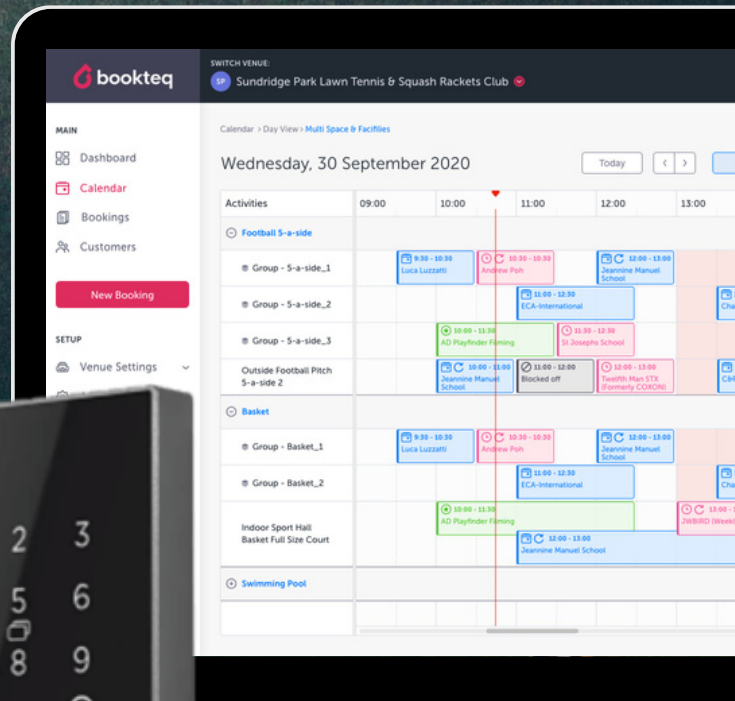 bookteq
SWITCH VENUE:
SP Sundridge Park Lawn Tennis & Squash Rackets Club
MAIN
Dashboard
Calendar
Bookings
Customers
New Booking
SETUP
Venue Settings
Calendar > Day View > Multi Space & Facifilies
Wednesday, 30 September 2020
Today
Activities 09:00 10:00 11:00 12:00 13:00
Football 5-a-side
Group - 5-a-side_1
9:30 - 10:30
Luca Luzzatti
10:30 - 10:30
Andrew Poh
12:00 - 13:00
Jeannine Manuel
School
Group - 5-a-side_2
11:00 - 12:30
ECA-International
Cha
Group - 5-a-side_3
10:00 - 11:30
AD Playfinder Filming
11:30 - 12:30
St Josephs School
Outside Football Pitch
5-a-side 2
10:00 - 11:00
Jeannine Manuel
School
11:00 - 12:00
Blocked off
12:00 - 13:00
Twelfth Man STX
(Formerly COXON)
Basket
Group - Basket_1
9:30 - 10:30
Luca Luzzatti
10:30 - 10:30
Andrew Poh
12:00 - 13:00
Jeannine Manuel
School
Group - Basket_2
11:00 - 12:30
ECA-International
Cha
Indoor Sport Hall
Basket Full Size Court
10:00 - 11:30
AD Playfinder Filming
13:00 - 1
JWBIRD (Weekl
12:00 - 13:00
Jeannine Manuel School
Swimming Pool
2 3
5 6
8 9